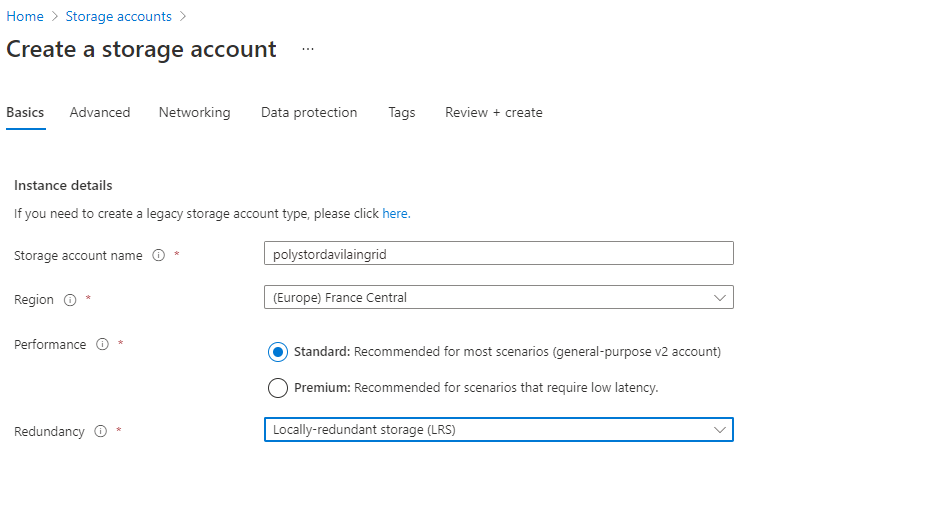 Home > Storage accounts >
Create a storage account ...
Basics Advanced Networking Data protection Tags Review + create
Instance details
If you need to create a legacy storage account type, please click here.
Storage account name * polystordavilaingrid
Region * (Europe) France Central
Performance * Standard: Recommended for most scenarios (general-purpose v2 account)
Premium: Recommended for scenarios that require low latency.
Redundancy * Locally-redundant storage (LRS)